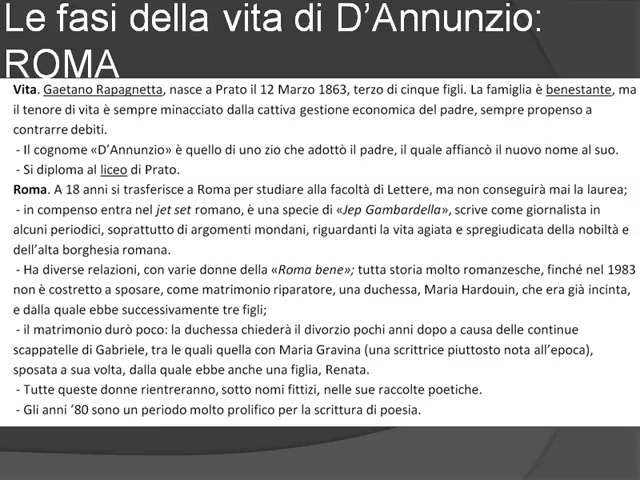 Le fasi della vita di D'Annunzio:
ROMA
Vita. Gaetano Rapagnetta, nasce a Prato il 12 Marzo 1863, terzo di cinque figli. La famiglia è benestante, ma
il tenore di vita è sempre minacciato dalla cattiva gestione economica del padre, sempre propenso a
contrarre debiti.
- Il cognome «D'Annunzio» è quello di uno zio che adottò il padre, il quale affiancò il nuovo nome al suo.
- Si diploma al liceo di Prato.
Roma. A 18 anni si trasferisce a Roma per studiare alla facoltà di Lettere, ma non conseguirà mai la laurea;
- in compenso entra nel jet set romano, è una specie di «Jep Gambardella», scrive come giornalista in
alcuni periodici, soprattutto di argomenti mondani, riguardanti la vita agiata e spregiudicata della nobiltà e
dell'alta borghesia romana.
- Ha diverse relazioni, con varie donne della «Roma bene»; tutta storia molto romanzesche, finché nel 1983
non è costretto a sposare, come matrimonio riparatore, una duchessa, Maria Hardouin, che era già incinta,
e dalla quale ebbe successivamente tre figli;
- il matrimonio durò poco: la duchessa chiederà il divorzio pochi anni dopo a causa delle continue
scappatelle di Gabriele, tra le quali quella con Maria Gravina (una scrittrice piuttosto nota all'epoca),
sposata a sua volta, dalla quale ebbe anche una figlia, Renata.
- Tutte queste donne rientreranno, sotto nomi fittizi, nelle sue raccolte poetiche.
- Gli anni '80 sono un periodo molto prolifico per la scrittura di poesia.